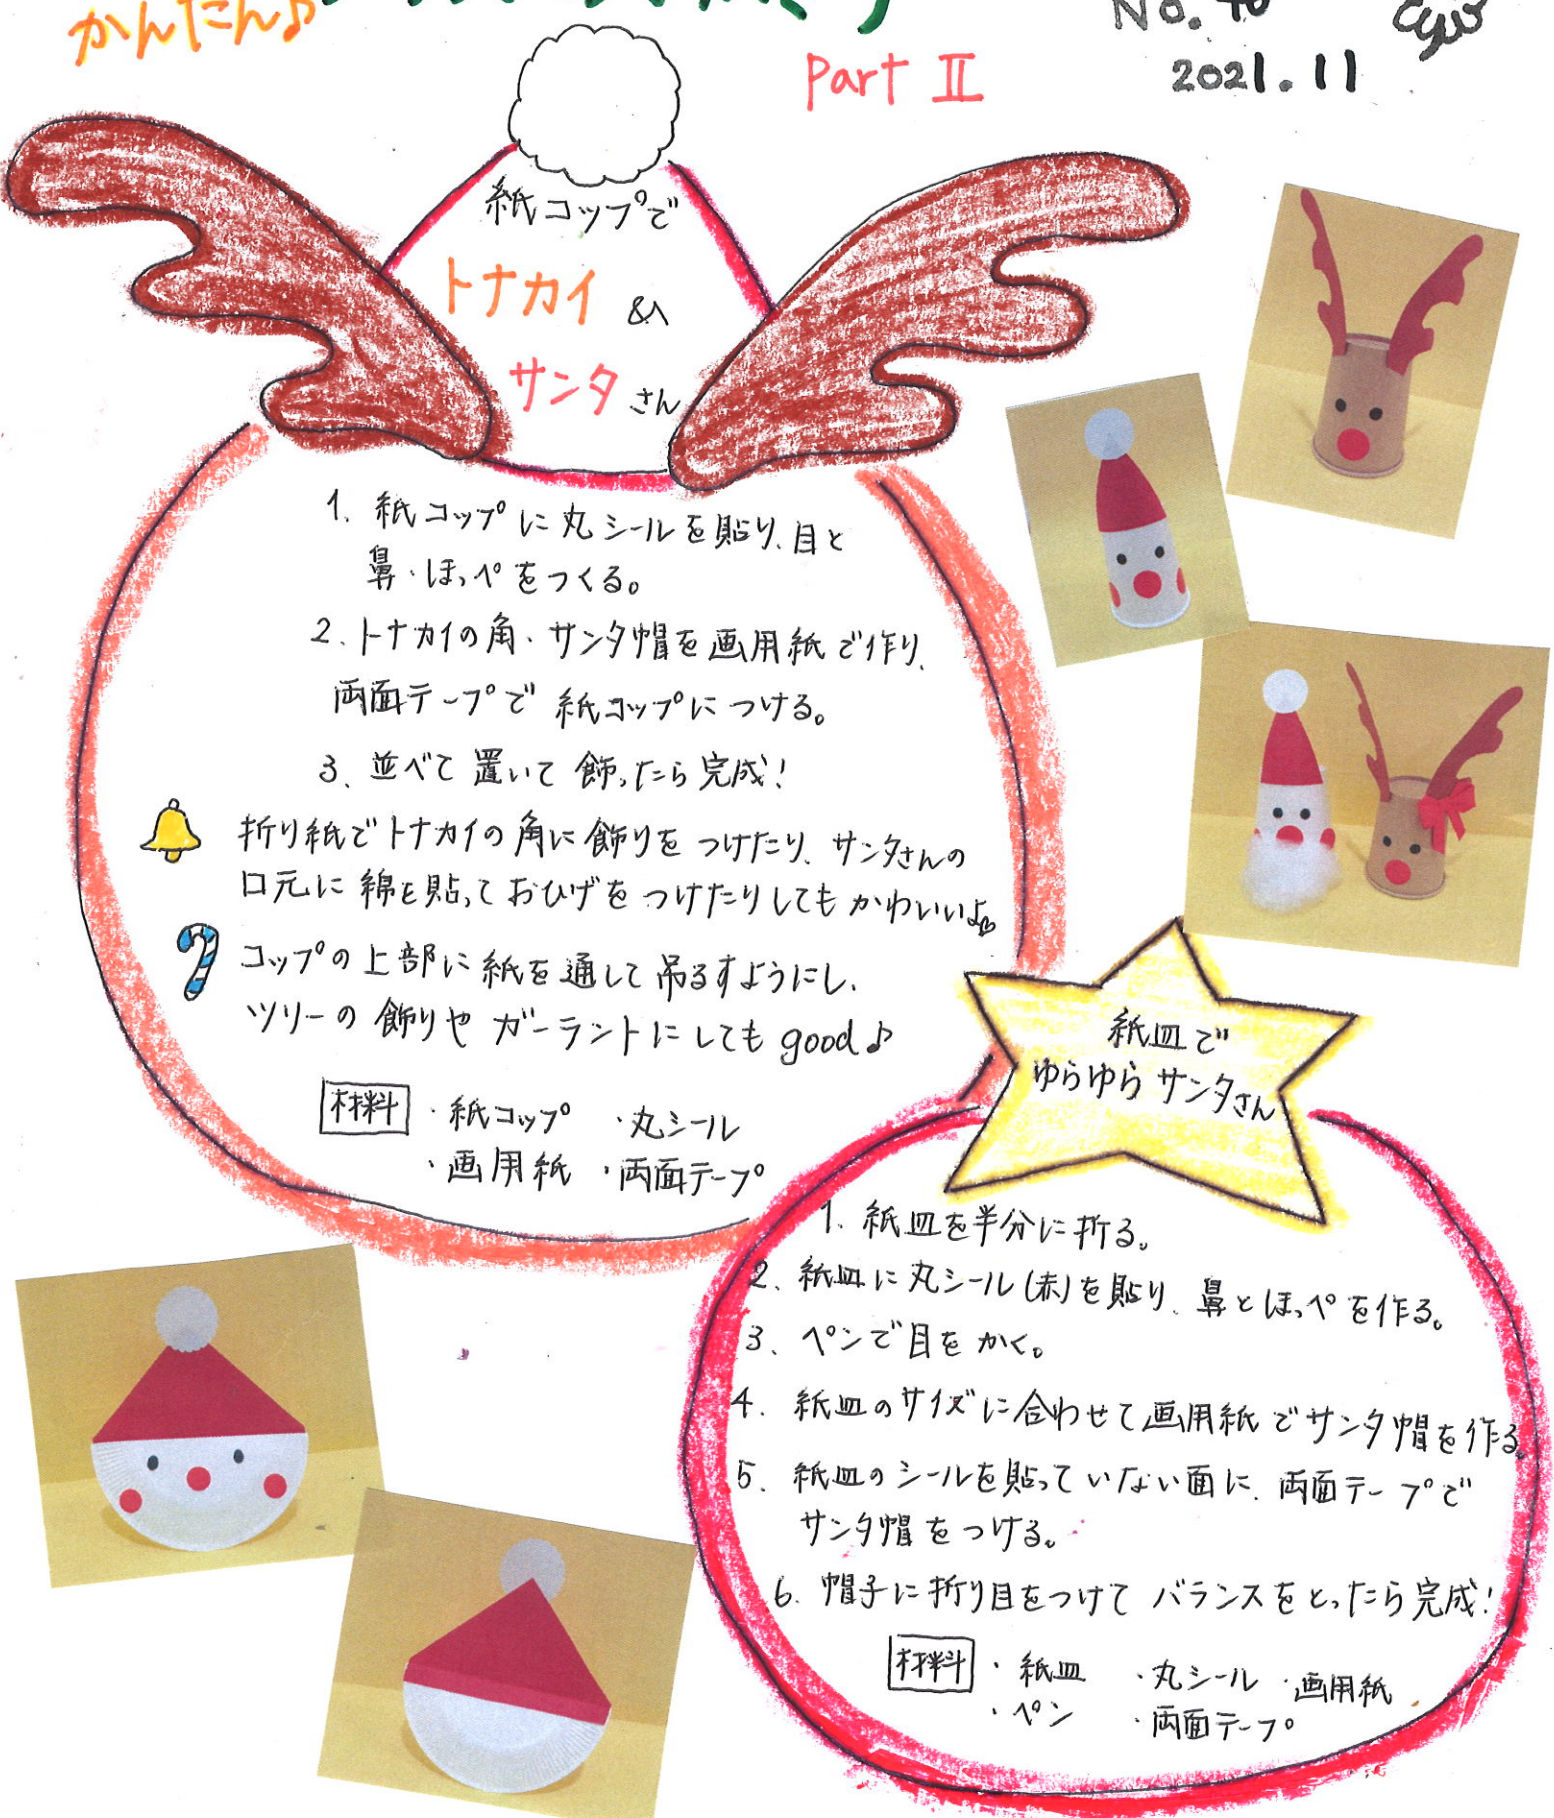 かんたん♪
No.
Part Ⅱ
2021.11
紙コップで
トナカイ &
サンタさん
1. 紙コップに丸シールを貼り、目と
鼻・ほっぺをつくる。
2. トナカイの角・サンタ帽を画用紙で作り、
両面テープで 紙コップにつける。
3. 並べて置いて飾ったら完成！
折り紙でトナカイの角に飾りをつけたり、サンタさんの
口元に綿を貼っておひげをつけたりしてもかわいいよ
コップの上部に紙を通して吊るすようにし、
ツリーの飾りやガーラントにしてもgood♪
材料 ・紙コップ ・丸シール
・画用紙 ・両面テープ
紙皿で
ゆらゆらサンタさん
1. 紙皿を半分に折る。
2. 紙皿に丸シール(赤)を貼り、鼻とほっぺを作る。
3. ペンで目をかく。
4. 紙皿のサイズに合わせて画用紙でサンタ帽を作る。
5. 紙皿のシールを貼っていない面に、両面テープで
サンタ帽をつける。
6. 帽子に折り目をつけてバランスをとったら完成！
材料 ・紙皿 ・丸シール ・画用紙
・ペン ・両面テープ